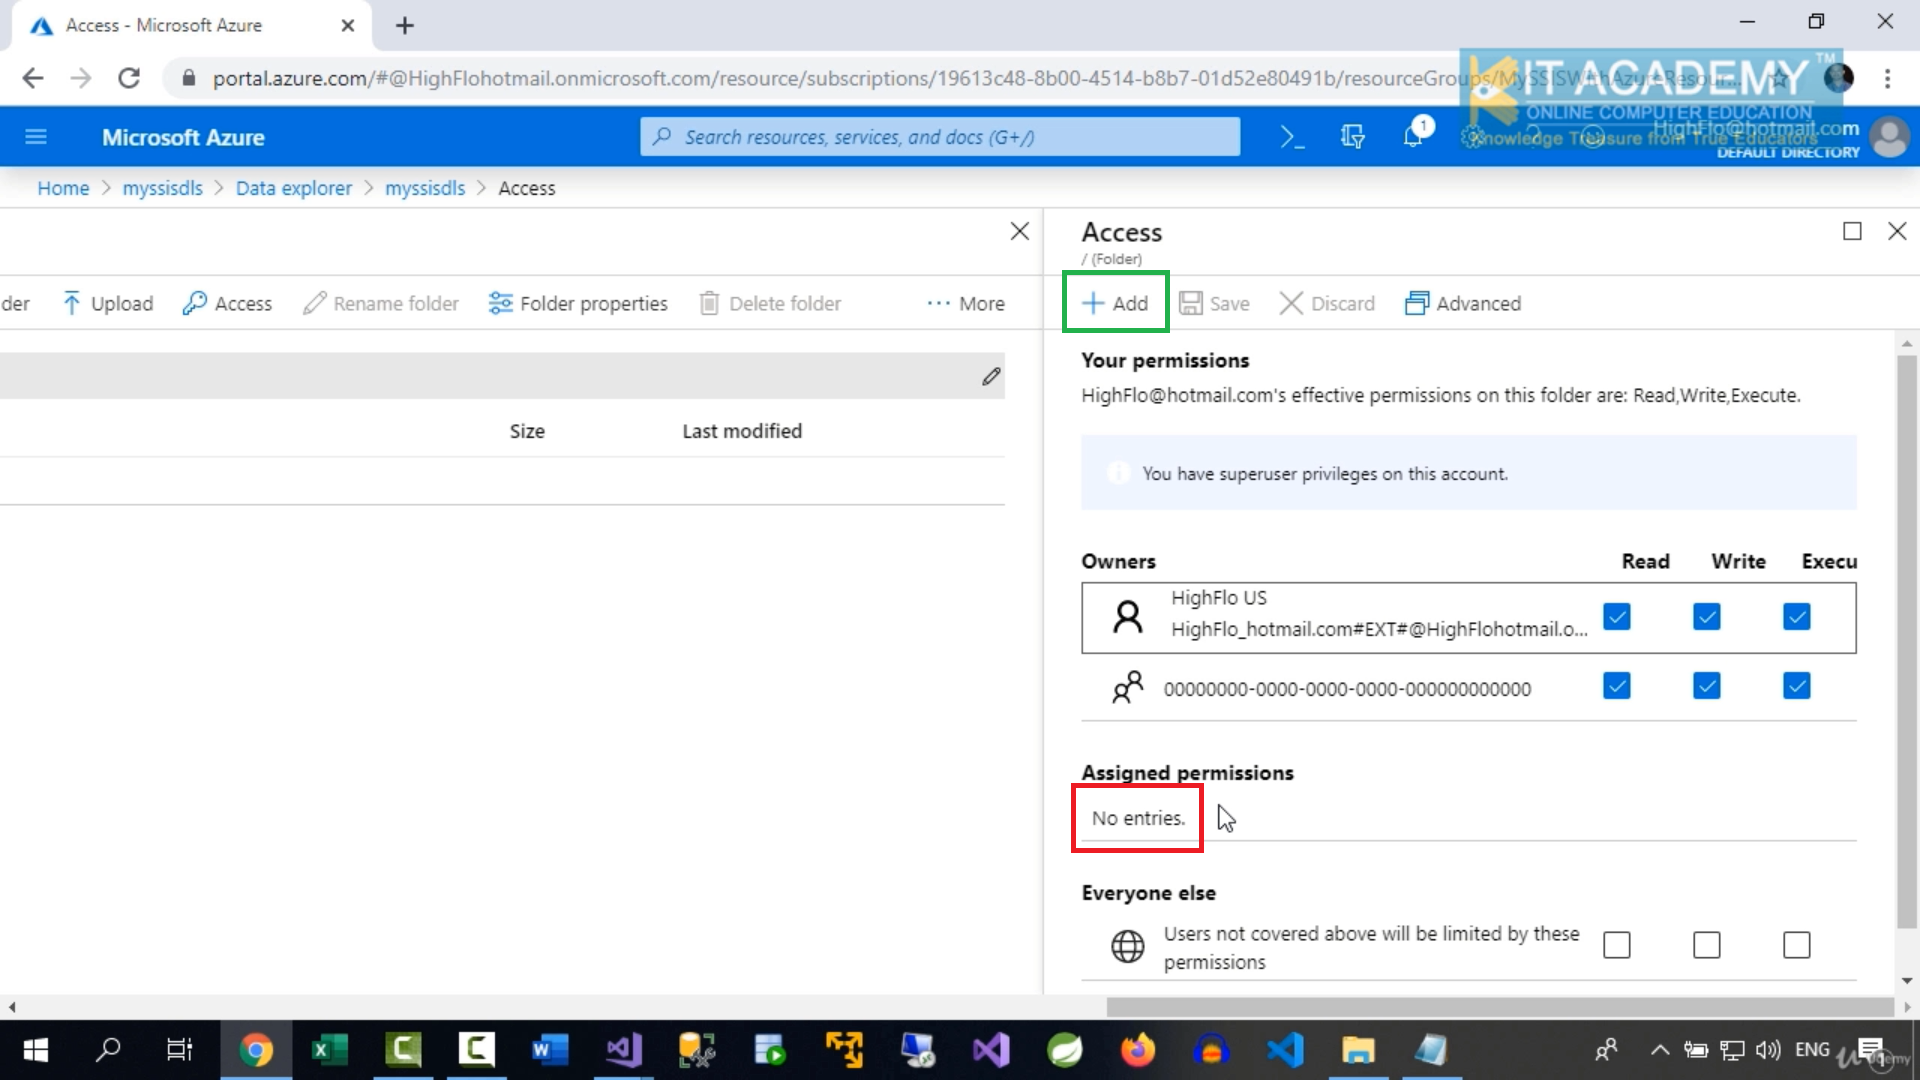 Access - Microsoft Azure
portal.azure.com/#@HighFlohotmail.onmicrosoft.com/resource/subscriptions/19613c48-8b00-4514-b8b7-01d52e80491b/resourceGroups/MySSISWithAzureResour...
KIT ACADEMY TM
ONLINE COMPUTER EDUCATION
Knowledge Treasure from True Educators
Microsoft Azure
Search resources, services, and docs (G+/)
1
HighFlo@hotmail.com
DEFAULT DIRECTORY
Home > myssisdls > Data explorer > myssisdls > Access
Access
/ (Folder)
der Upload Access Rename folder Folder properties Delete folder ... More
+ Add Save Discard Advanced
Your permissions
HighFlo@hotmail.com's effective permissions on this folder are: Read,Write,Execute.
Size Last modified
You have superuser privileges on this account.
Owners Read Write Execu
HighFlo US
HighFlo_hotmail.com#EXT#@HighFlohotmail.o...
00000000-0000-0000-0000-000000000000
Assigned permissions
No entries.
Everyone else
Users not covered above will be limited by these
permissions
ENG
udemy